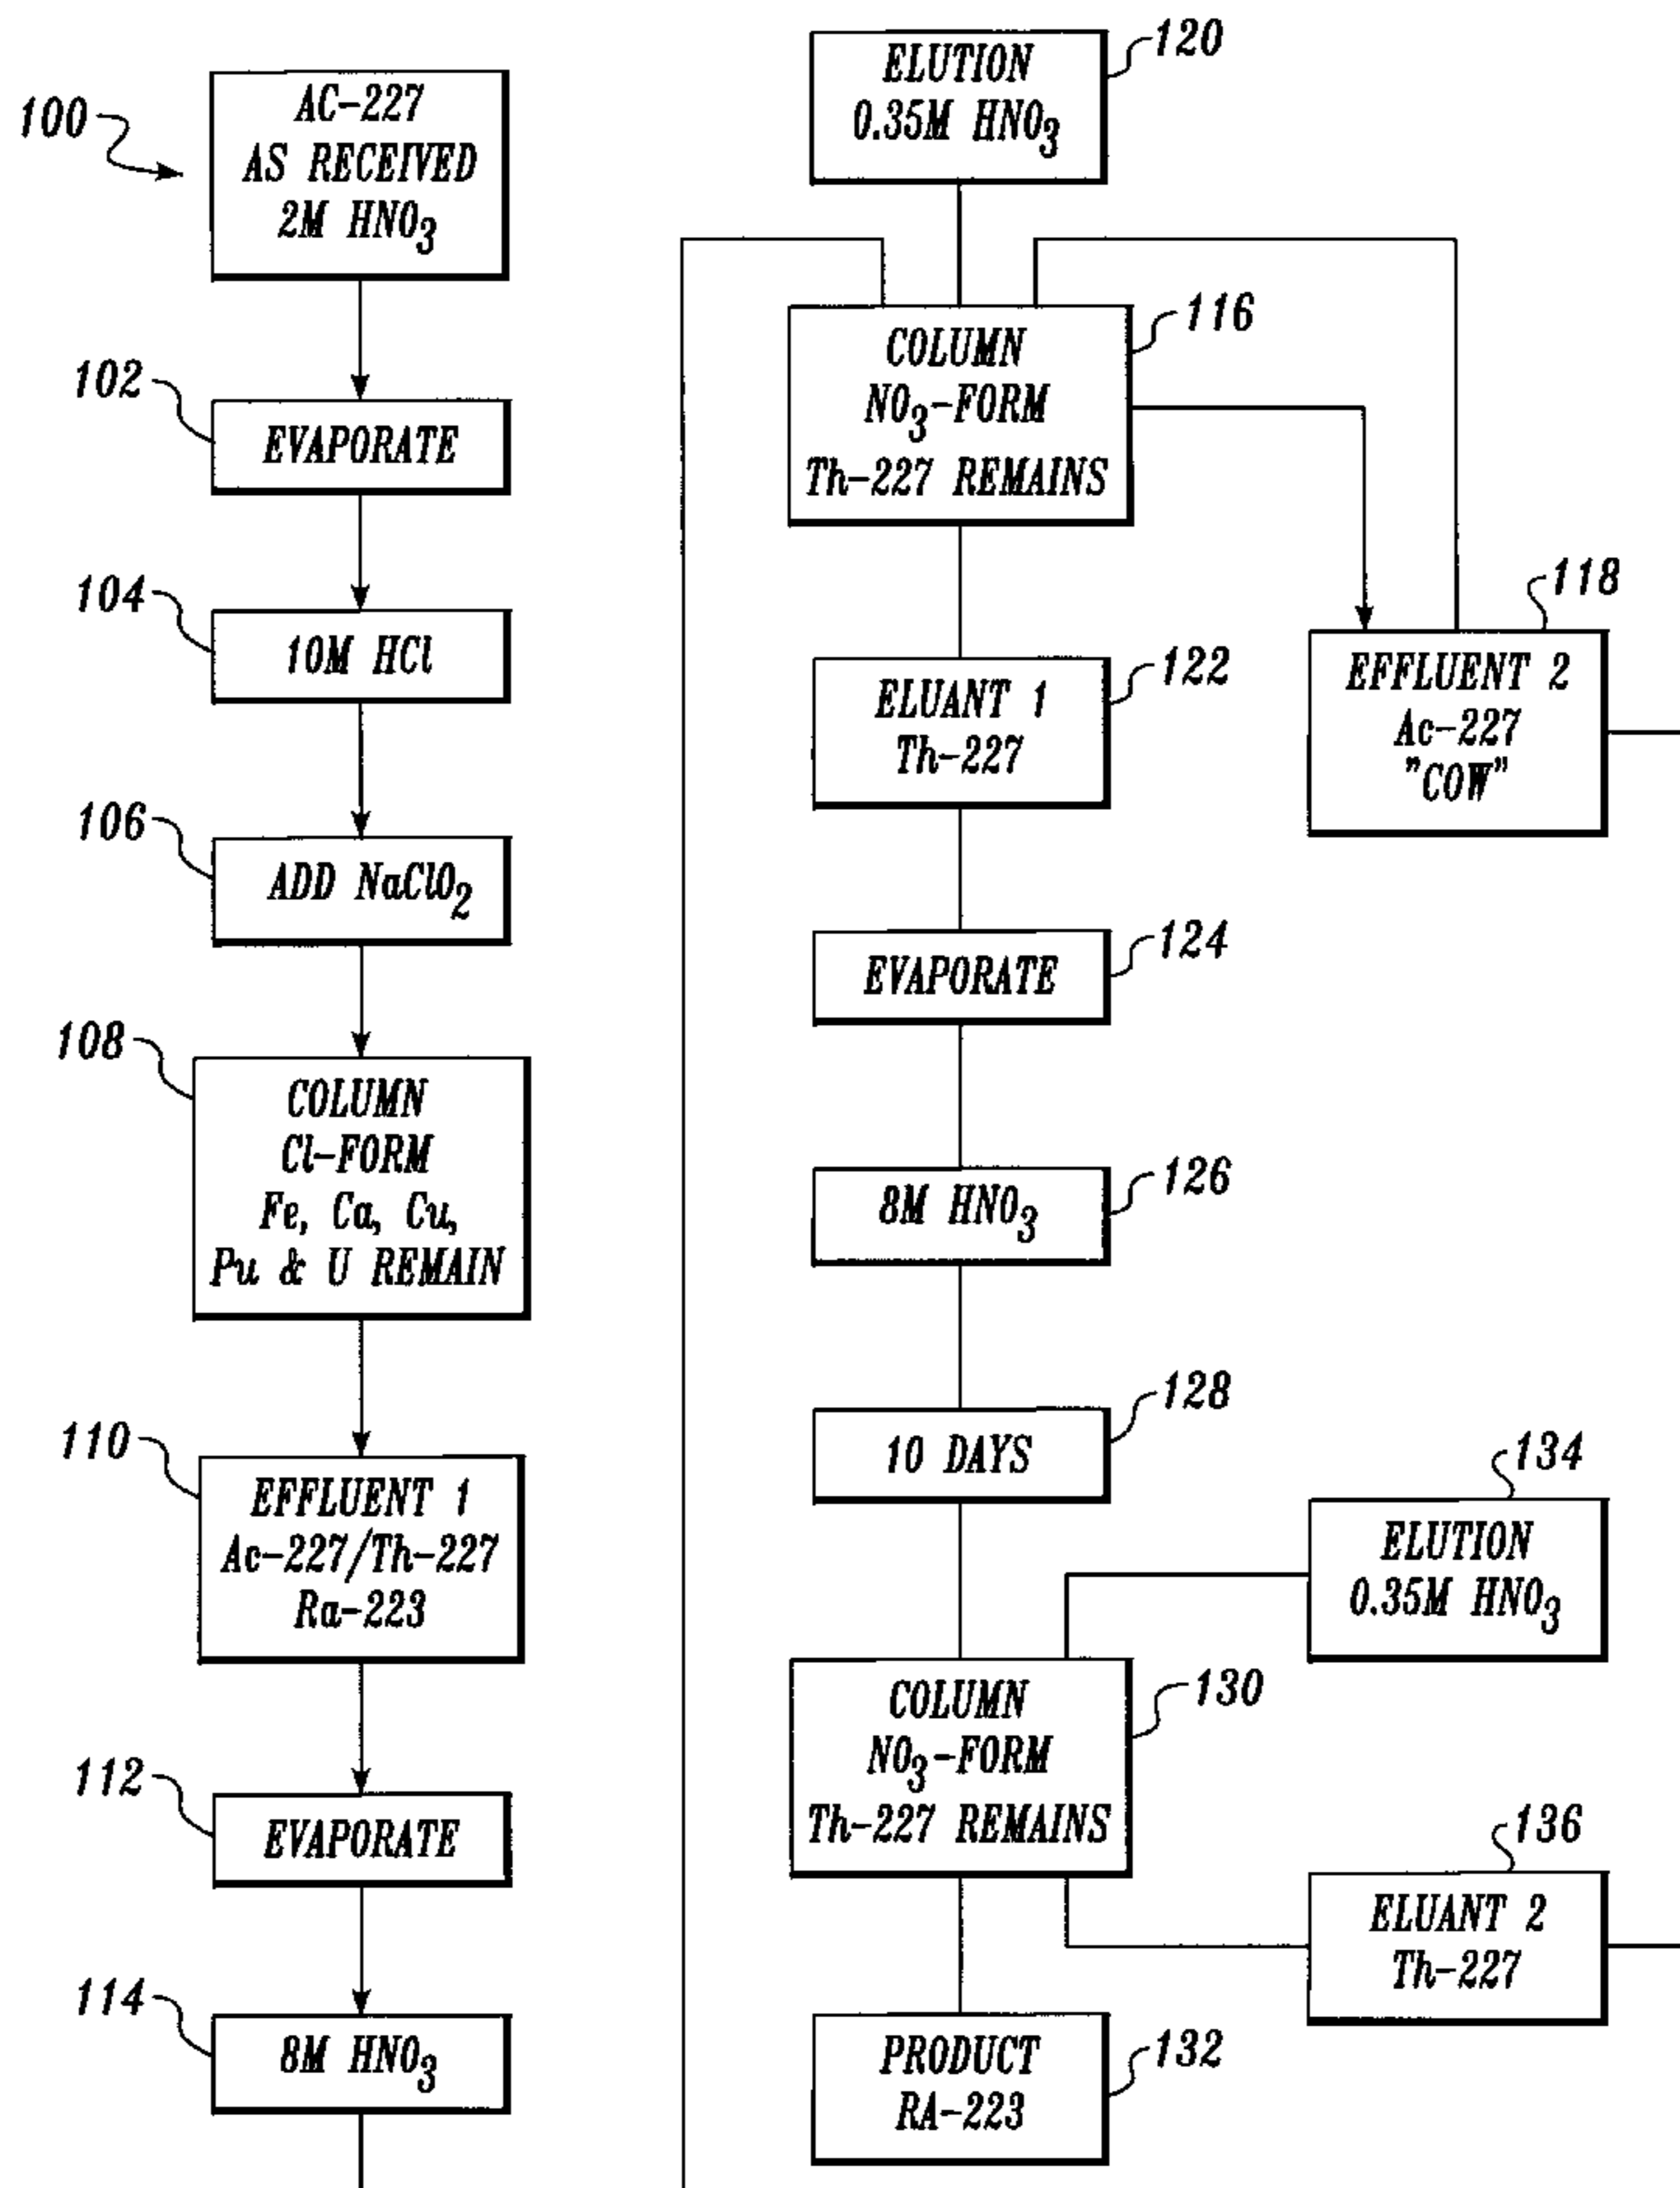 100
AC-227
AS RECEIVED
2M HNO3
102
EVAPORATE
104
10M HCl
106
ADD NaClO2
108
COLUMN
Cl-FORM
Fe, Ca, Cu,
Pu & U REMAIN
110
EFFLUENT 1
Ac-227/Th-227
Ra-223
112
EVAPORATE
114
8M HNO3
120
ELUTION
0.35M HNO3
116
COLUMN
NO3-FORM
Th-227 REMAINS
118
EFFLUENT 2
Ac-227
"COW"
122
ELUANT 1
Th-227
124
EVAPORATE
126
8M HNO3
128
10 DAYS
134
ELUTION
0.35M HNO3
130
COLUMN
NO3-FORM
Th-227 REMAINS
136
ELUANT 2
Th-227
132
PRODUCT
RA-223